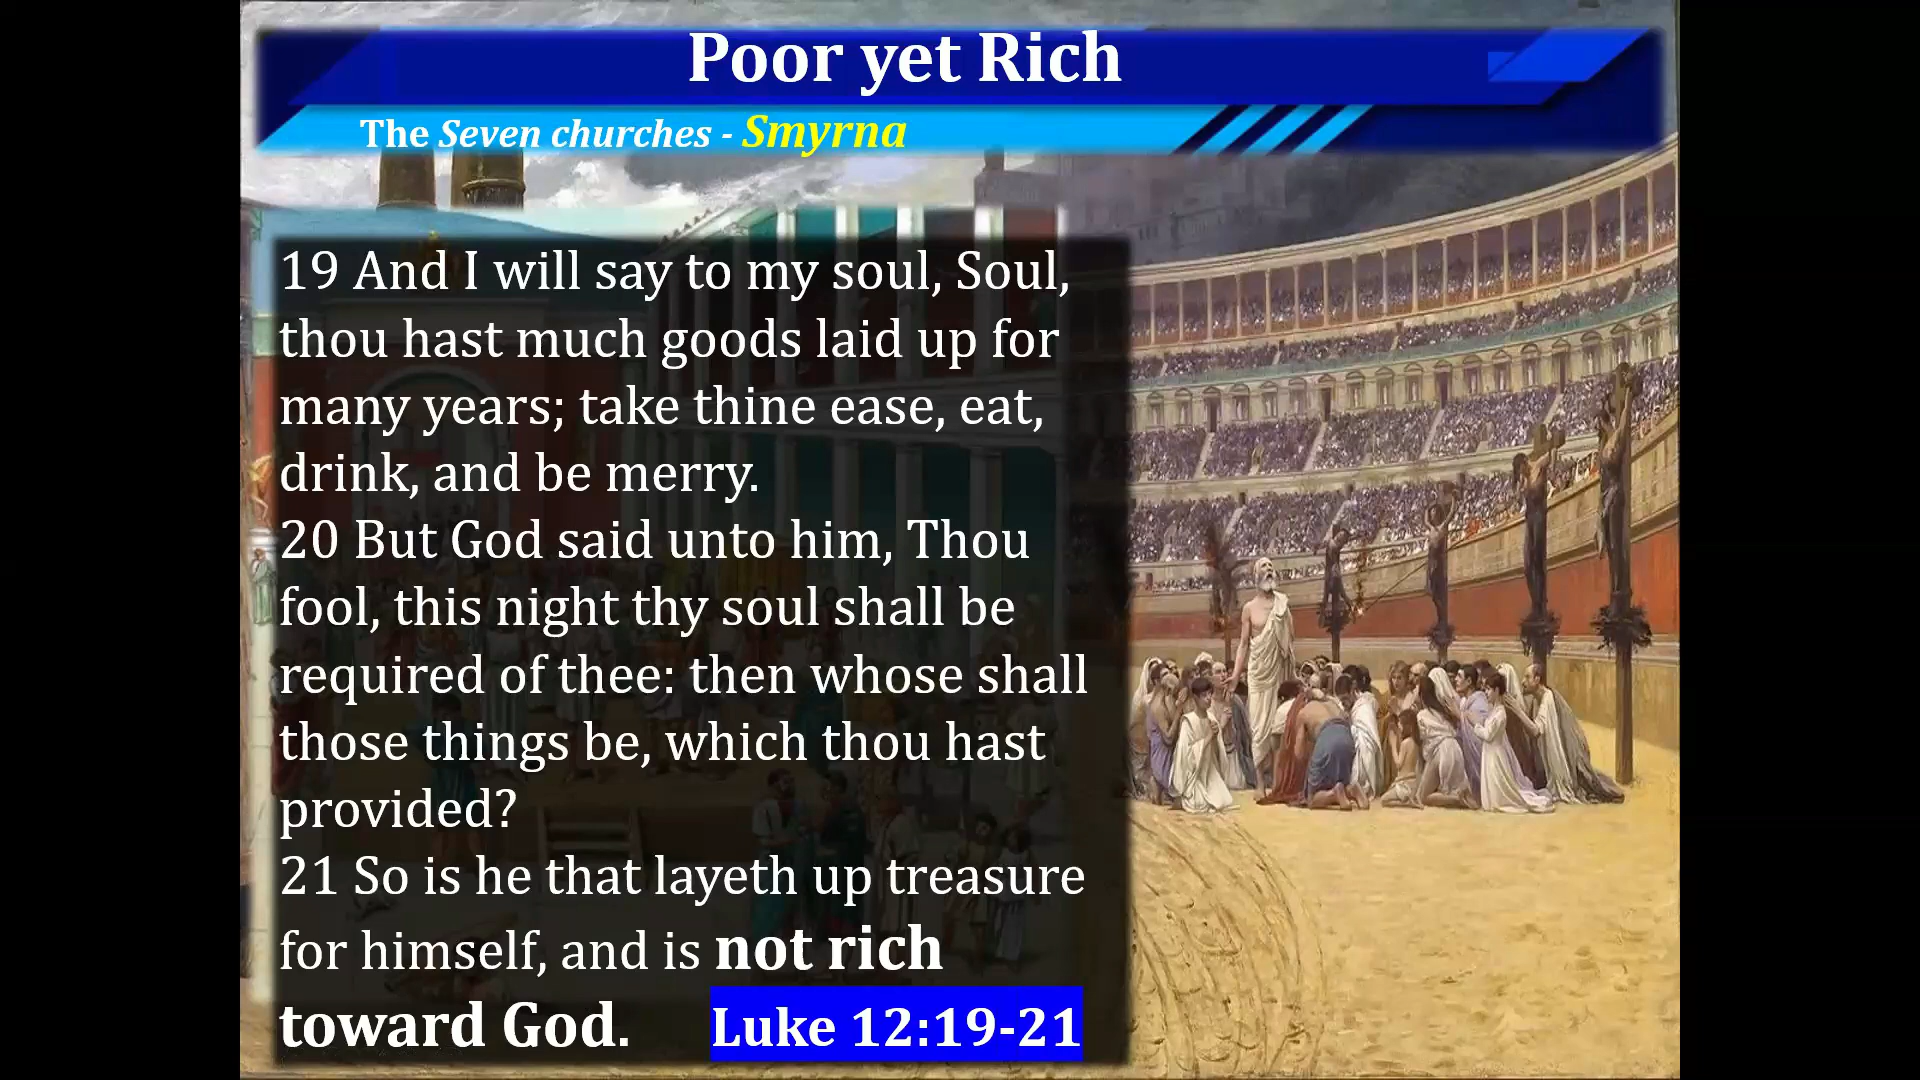 Poor yet Rich
The Seven churches - Smyrna
19 And I will say to my soul, Soul,
thou hast much goods laid up for
many years; take thine ease, eat,
drink, and be merry.
20 But God said unto him, Thou
fool, this night thy soul shall be
required of thee: then whose shall
those things be, which thou hast
provided?
21 So is he that layeth up treasure
for himself, and is not rich
toward God. Luke 12:19-21